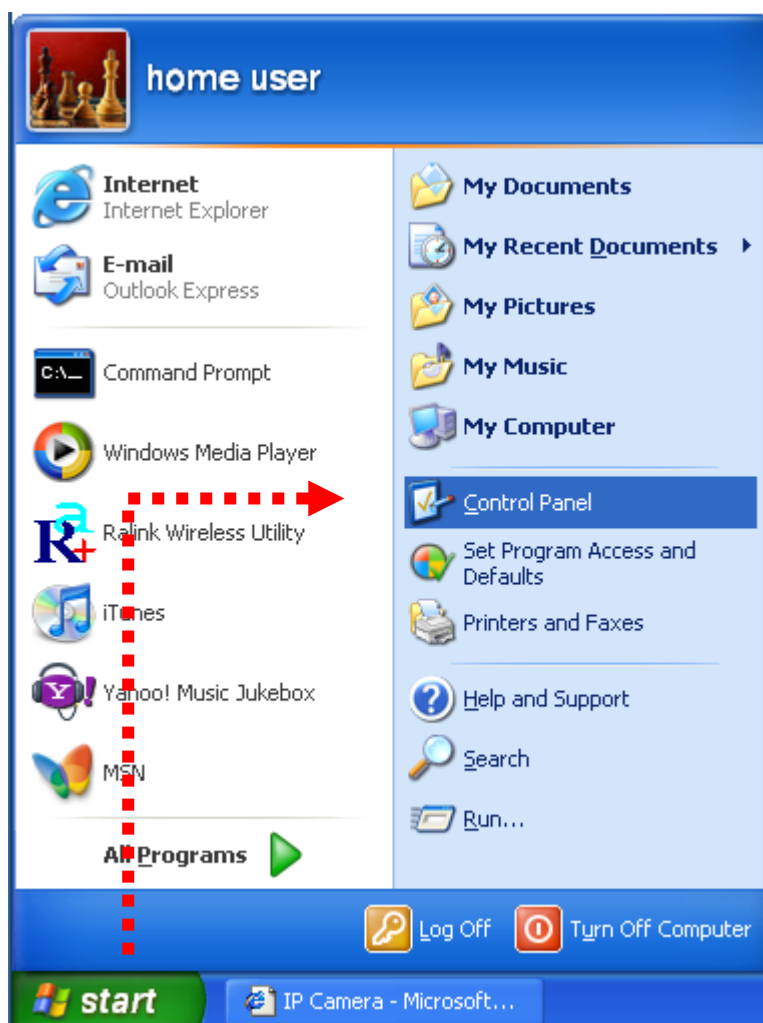 home user
Internet
Internet Explorer
E-mail
Outlook Express
C:\_
Command Prompt
Windows Media Player
Ralink Wireless Utility
iTunes
Yahoo! Music Jukebox
MSN
All Programs
My Documents
My Recent Documents
My Pictures
My Music
My Computer
Control Panel
Set Program Access and
Defaults
Printers and Faxes
Help and Support
Search
Run...
Log Off
Turn Off Computer
start
IP Camera - Microsoft...